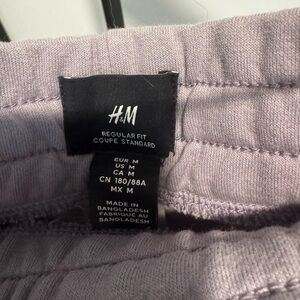 H&M
REGULAR FIT
COUPE STANDARD
EUR M
US M
CA M
CN 180/88A
MX M
MADE IN
BANGLADESH
FABRIQUÉ AU
BANGLADESH